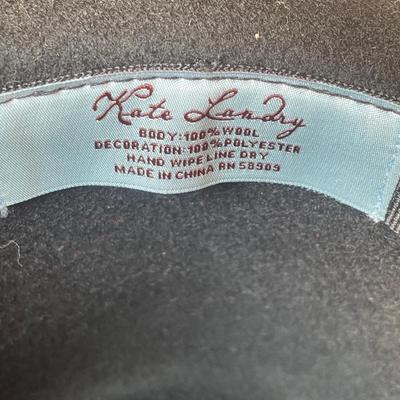 Kate Landry
BODY: 100% WOOL
DECORATION: 100% POLYESTER
HAND WIPE LINE DRY
MADE IN CHINA RN 58909